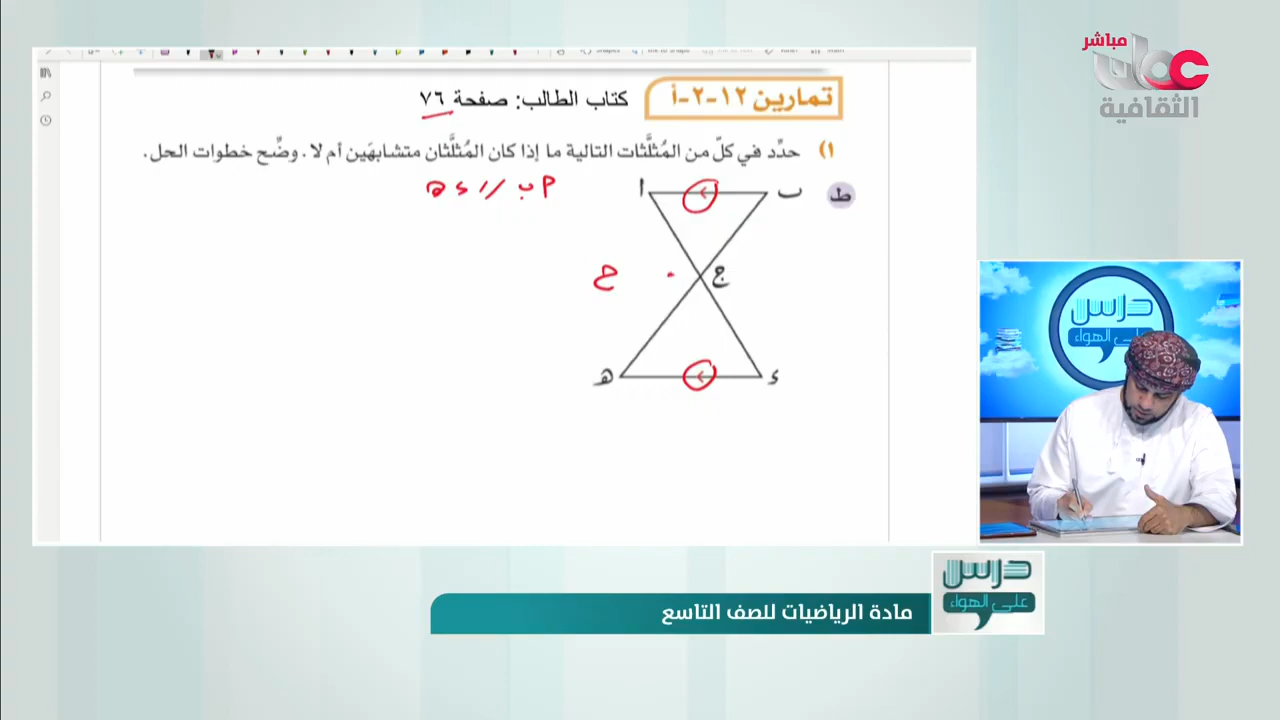 مباشر
عمان
الثقافية
تمارين ١٢-٢-أ
كتاب الطالب: صفحة ٧٦
١) حدِّد في كلّ من المُثلَّثات التالية ما إذا كان المُثلَّثان متشابهَين أم لا. وضِّح خطوات الحل.
ط
ب
ا
أ ب // ء هـ
ج
ح
ء
هـ
درس
على الهواء
درس
على الهواء
مادة الرياضيات للصف التاسع